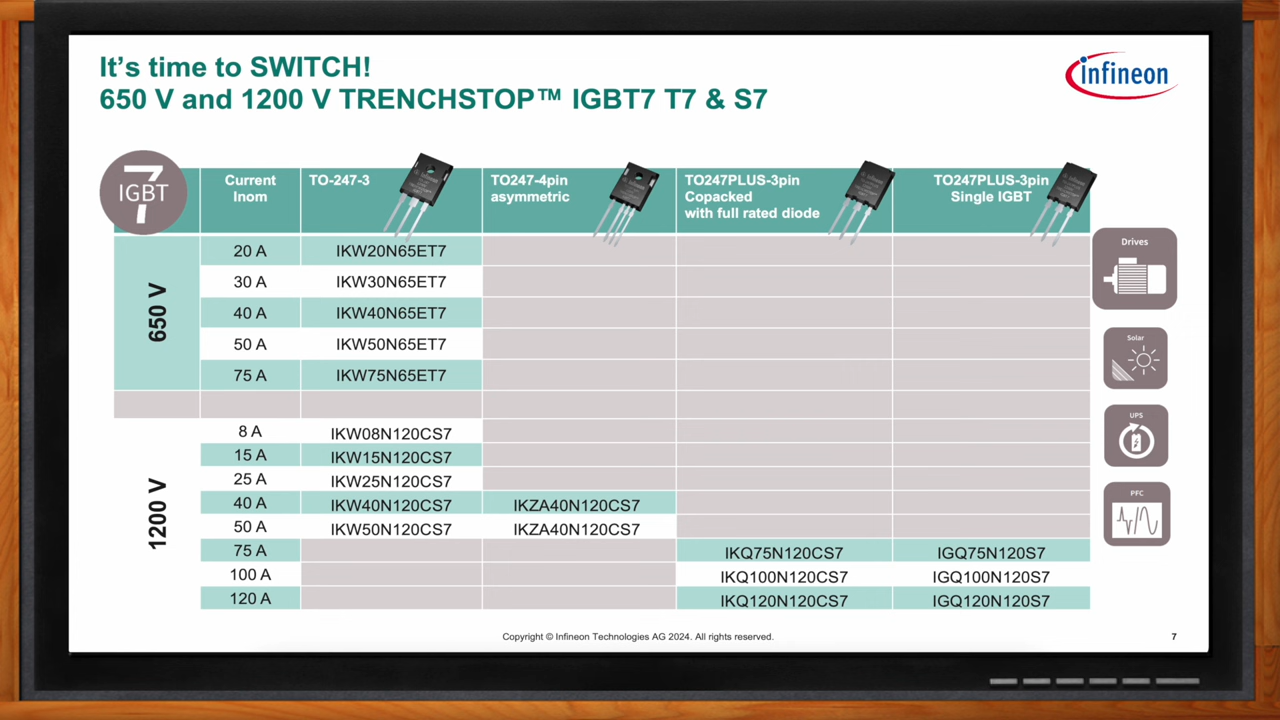 It's time to SWITCH!
650 V and 1200 V TRENCHSTOP™ IGBT7 T7 & S7
infineon
7
IGBT
Current
Inom
TO-247-3
TO247-4pin
asymmetric
TO247PLUS-3pin
Copacked
with full rated diode
TO247PLUS-3pin
Single IGBT
650 V
20 A IKW20N65ET7
30 A IKW30N65ET7
40 A IKW40N65ET7
50 A IKW50N65ET7
75 A IKW75N65ET7
1200 V
8 A IKW08N120CS7
15 A IKW15N120CS7
25 A IKW25N120CS7
40 A IKW40N120CS7 IKZA40N120CS7
50 A IKW50N120CS7 IKZA40N120CS7
75 A IKQ75N120CS7 IGQ75N120S7
100 A IKQ100N120CS7 IGQ100N120S7
120 A IKQ120N120CS7 IGQ120N120S7
Drives
Solar
UPS
PFC
Copyright © Infineon Technologies AG 2024. All rights reserved.
7